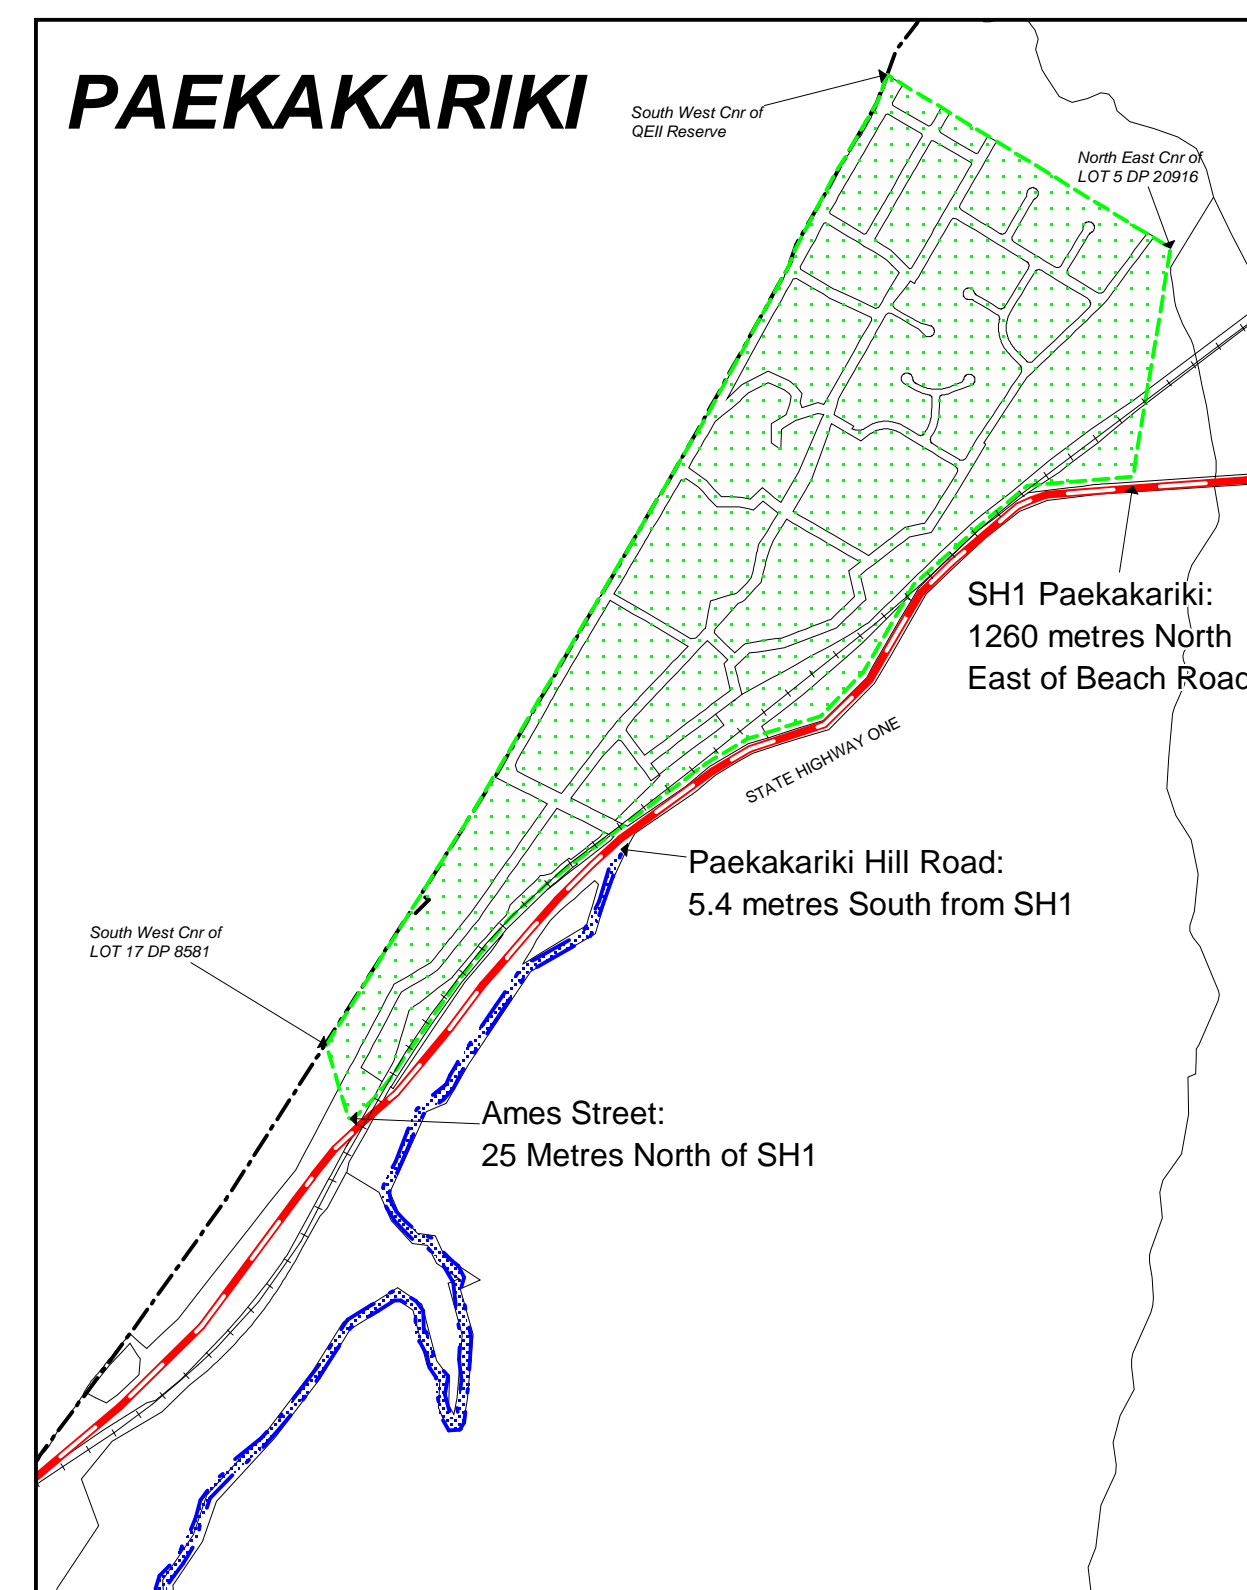 PAEKAKARIKI
South West Cnr of
QEII Reserve
North East Cnr of
LOT 5 DP 20916
SH1 Paekakariki:
1260 metres North
East of Beach Road
STATE HIGHWAY ONE
Paekakariki Hill Road:
5.4 metres South from SH1
South West Cnr of
LOT 17 DP 8581
Ames Street:
25 Metres North of SH1